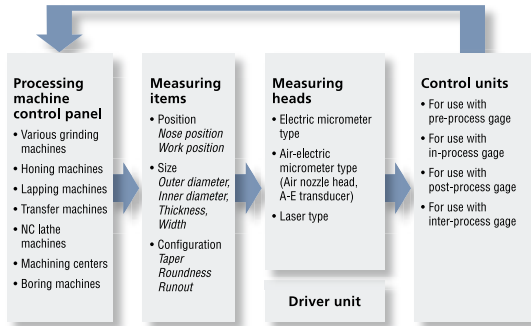 Processing
machine
control panel
• Various grinding
machines
• Honing machines
• Lapping machines
• Transfer machines
• NC lathe
machines
• Machining centers
• Boring machines
Measuring
items
• Position
Nose position
Work position
• Size
Outer diameter,
Inner diameter,
Thickness,
Width
• Configuration
Taper
Roundness
Runout
Measuring
heads
• Electric micrometer
type
• Air-electric
micrometer type
(Air nozzle head,
A-E transducer)
• Laser type
Driver unit
Control units
• For use with
pre-process gage
• For use with
in-process gage
• For use with
post-process gage
• For use with
inter-process gage